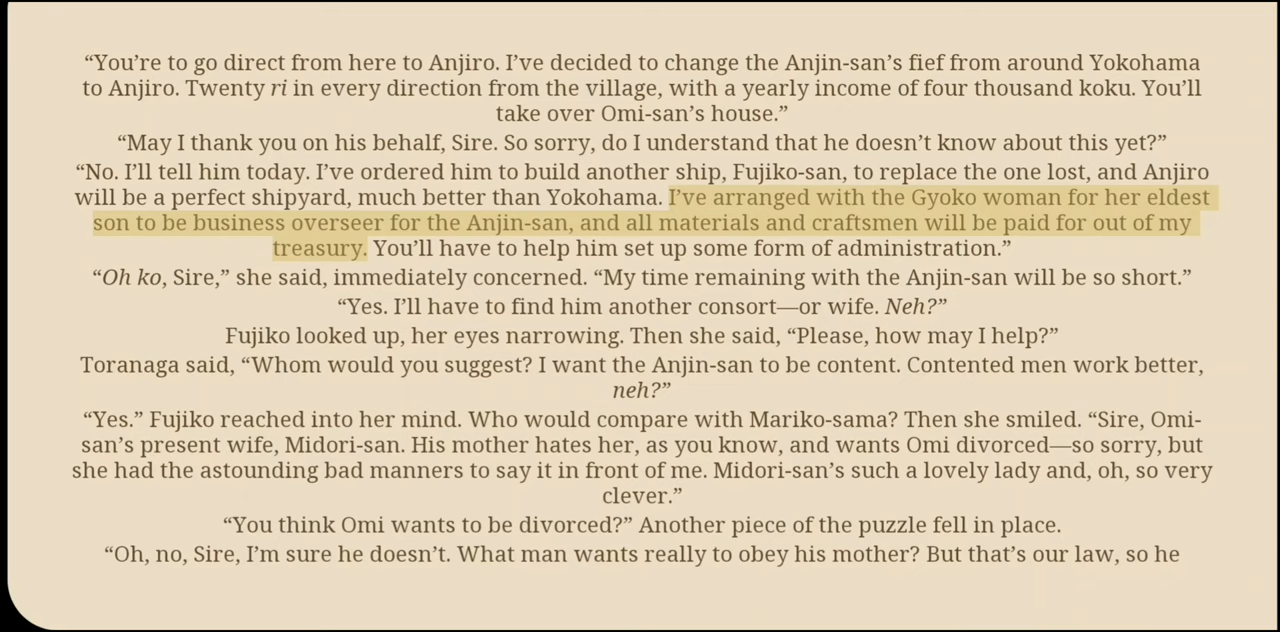 “You’re to go direct from here to Anjiro. I’ve decided to change the Anjin-san’s fief from around Yokohama
to Anjiro. Twenty ri in every direction from the village, with a yearly income of four thousand koku. You’ll
take over Omi-san’s house.”
“May I thank you on his behalf, Sire. So sorry, do I understand that he doesn’t know about this yet?”
“No. I’ll tell him today. I’ve ordered him to build another ship, Fujiko-san, to replace the one lost, and Anjiro
will be a perfect shipyard, much better than Yokohama. I’ve arranged with the Gyoko woman for her eldest
son to be business overseer for the Anjin-san, and all materials and craftsmen will be paid for out of my
treasury. You’ll have to help him set up some form of administration.”
“Oh ko, Sire,” she said, immediately concerned. “My time remaining with the Anjin-san will be so short.”
“Yes. I’ll have to find him another consort—or wife. Neh?”
Fujiko looked up, her eyes narrowing. Then she said, “Please, how may I help?”
Toranaga said, “Whom would you suggest? I want the Anjin-san to be content. Contented men work better,
neh?”
“Yes.” Fujiko reached into her mind. Who would compare with Mariko-sama? Then she smiled. “Sire, Omi-
san’s present wife, Midori-san. His mother hates her, as you know, and wants Omi divorced—so sorry, but
she had the astounding bad manners to say it in front of me. Midori-san’s such a lovely lady and, oh, so very
clever.”
“You think Omi wants to be divorced?” Another piece of the puzzle fell in place.
“Oh, no, Sire, I’m sure he doesn’t. What man wants really to obey his mother? But that’s our law, so he